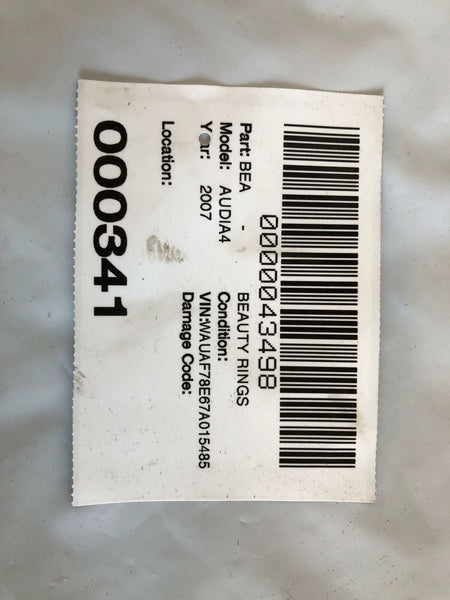 0000043498
Part: BEA - BEAUTY RINGS
Model: AUDIA4 Condition:
Year: 2007 VIN:WAUAF78E67A015485
Damage Code:
Location:
000341